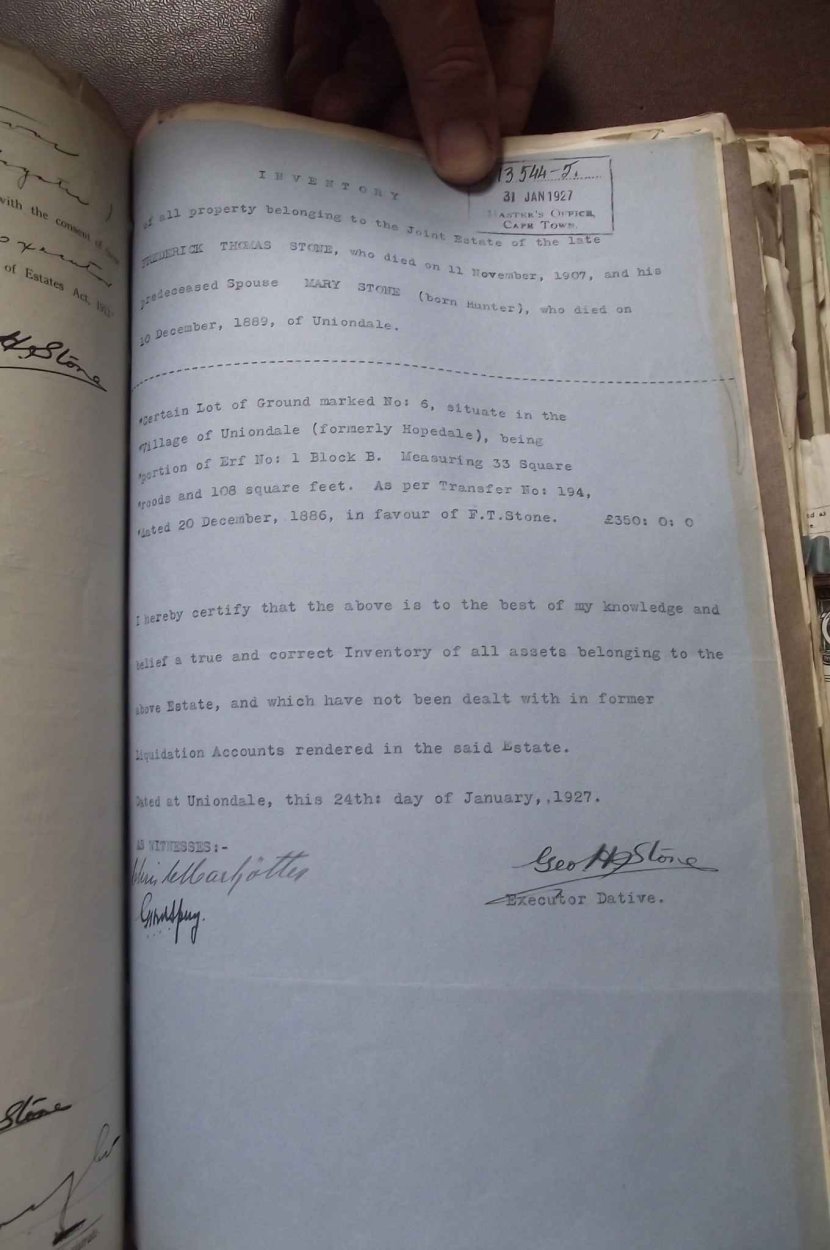 with the consent of
of Estates Act, 1913
H. Stone
Stone
13544-J.
31 JAN 1927
MASTER'S OFFICE,
CAPE TOWN.
INVENTORY
of all property belonging to the Joint Estate of the late
FREDERICK THOMAS STONE, who died on 11 November, 1907, and his
predeceased Spouse MARY STONE (born Hunter), who died on
10 December, 1889, of Uniondale.
"Certain Lot of Ground marked No: 6, situate in the
"Village of Uniondale (formerly Hopedale), being
"portion of Erf No: 1 Block B. Measuring 33 Square
"roods and 108 square feet. As per Transfer No: 194,
"dated 20 December, 1886, in favour of F.T.Stone. £350: 0: 0
I hereby certify that the above is to the best of my knowledge and
belief a true and correct Inventory of all assets belonging to the
above Estate, and which have not been dealt with in former
Liquidation Accounts rendered in the said Estate.
Dated at Uniondale, this 24th: day of January,,1927.
AS WITNESSES:-
Geo H Stone
Executor Dative.